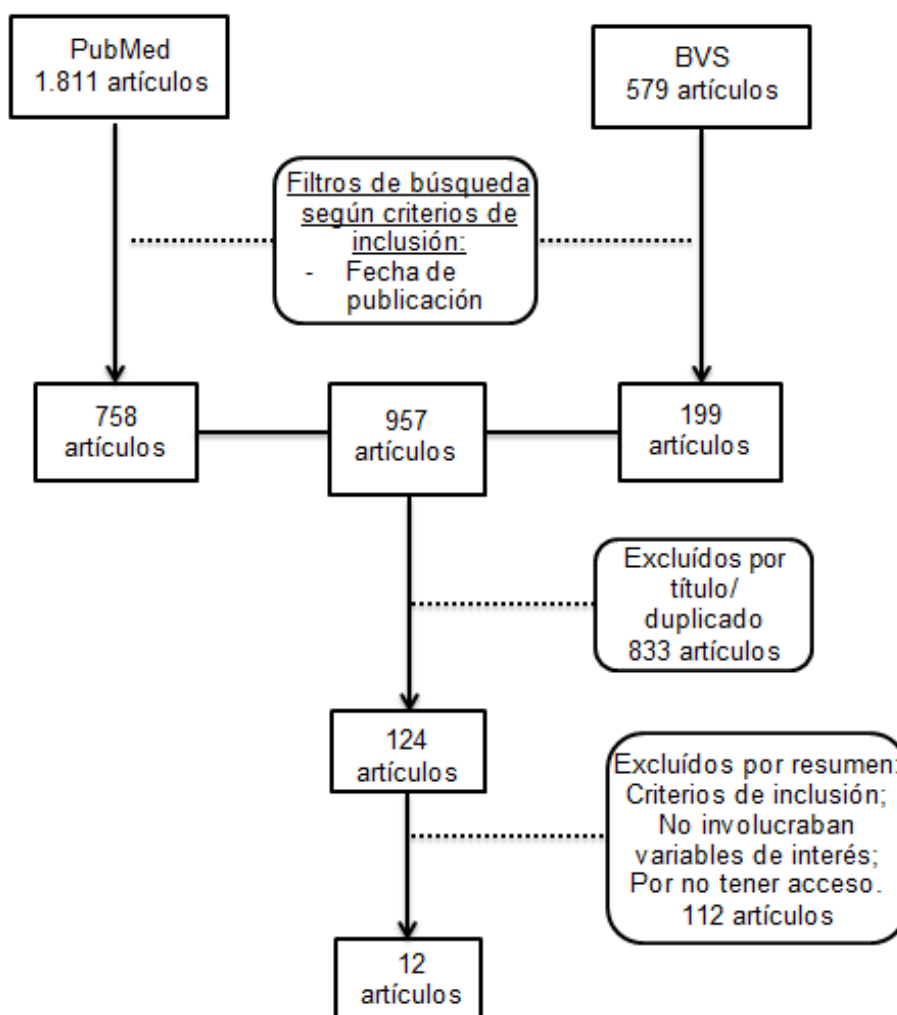 PubMed
1.811 artículos
BVS
579 artículos
Filtros de búsqueda
según criterios de
inclusión:
- Fecha de
publicación
758
artículos
957
artículos
199
artículos
Excluídos por
título/
duplicado
833 artículos
124
artículos
Excluídos por resumen:
Criterios de inclusión;
No involucraban
variables de interés;
Por no tener acceso.
112 artículos
12
artículos